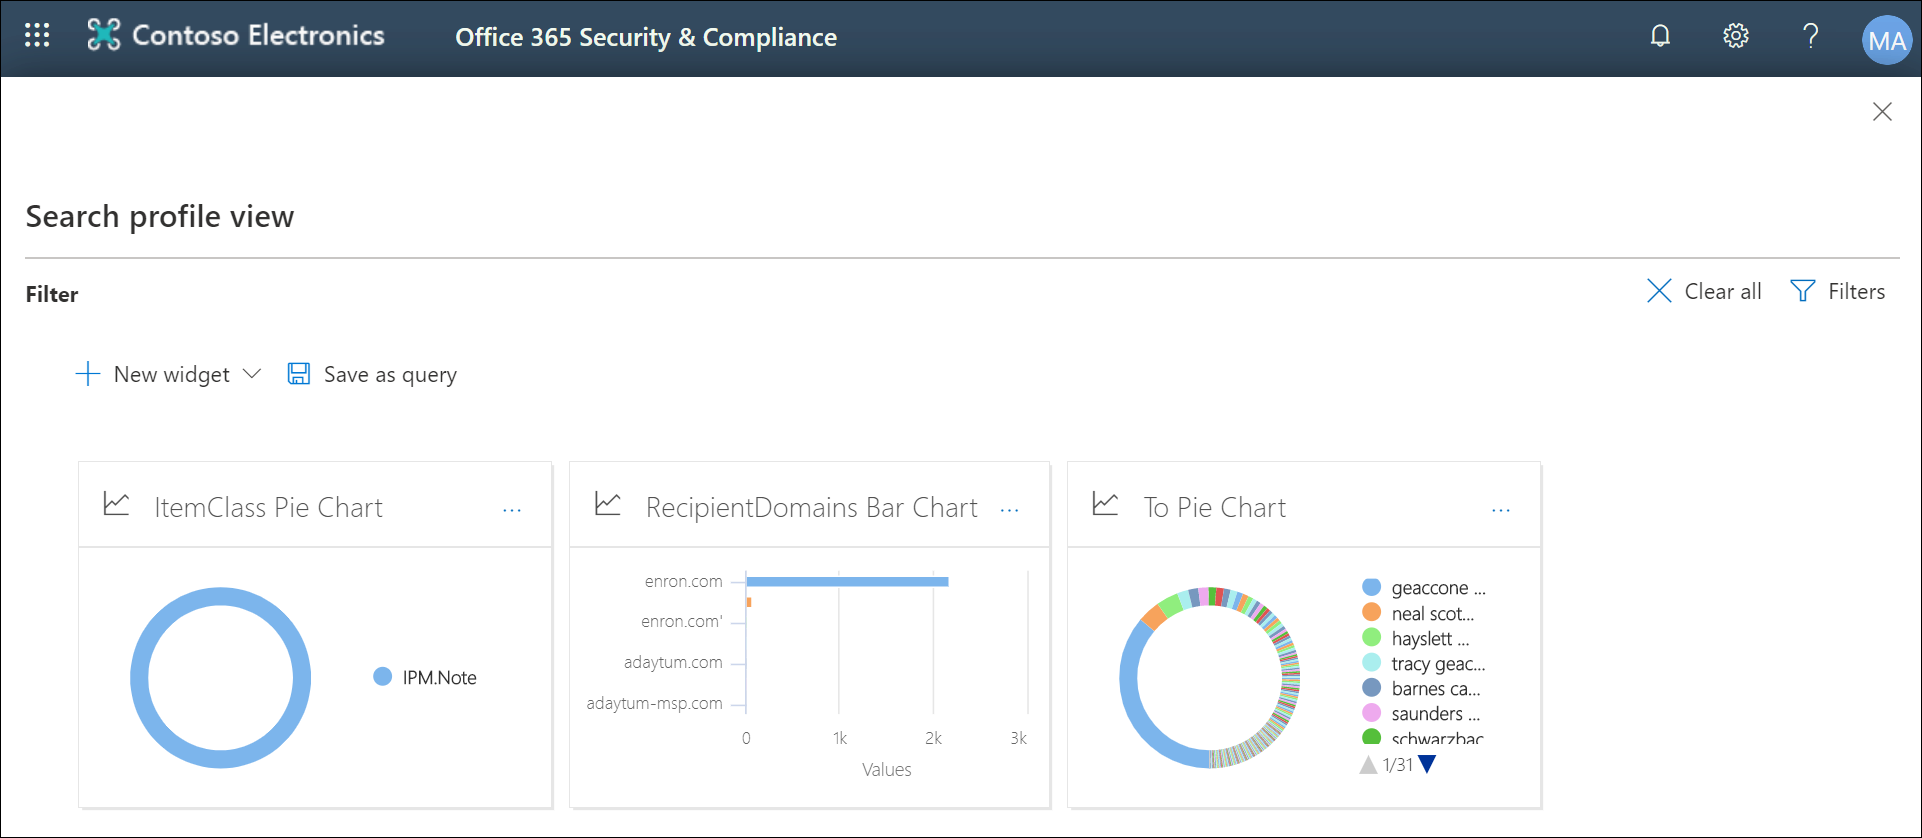 Contoso Electronics
Office 365 Security & Compliance
MA
Search profile view
Filter
Clear all
Filters
New widget
Save as query
ItemClass Pie Chart
...
RecipientDomains Bar Chart
...
To Pie Chart
...
IPM.Note
enron.com
enron.com'
adaytum.com
adaytum-msp.com
0 1k 2k 3k
Values
geaccone ...
neal scot...
hayslett ...
tracy geac...
barnes ca...
saunders ...
schwarzbac
1/31